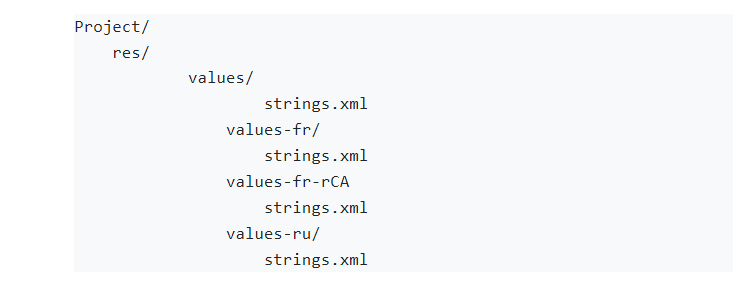 Project/
res/
values/
strings.xml
values-fr/
strings.xml
values-fr-rCA
strings.xml
values-ru/
strings.xml